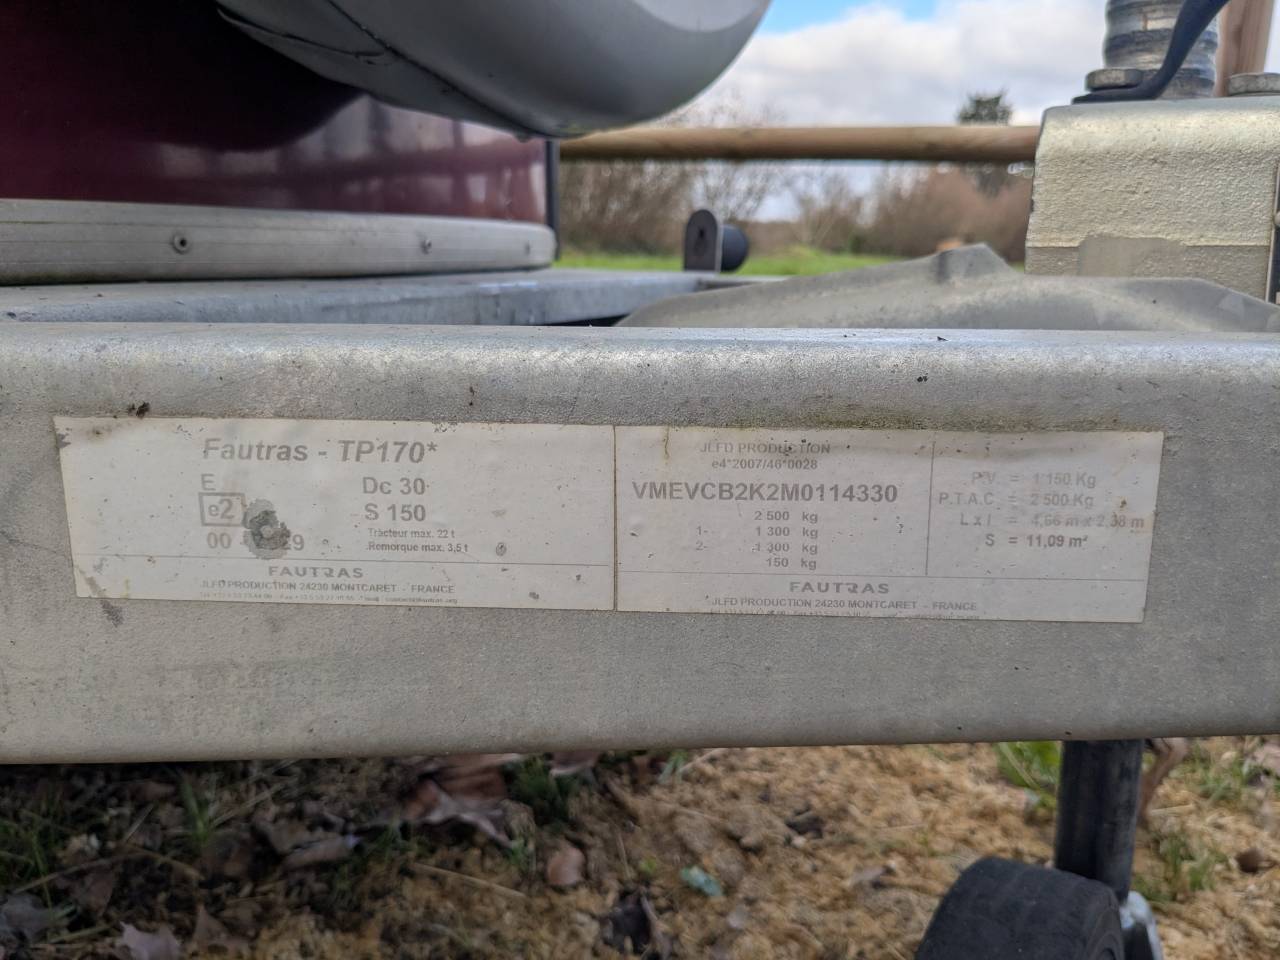 Fautras - TP170*
E
e2
00 29
Dc 30
S 150
Tracteur max. 22 t
Remorque max. 3,5 t
FAUTRAS
JLFD PRODUCTION 24230 MONTCARET - FRANCE
JLFD PRODUCTION
e4*2007/46*0028
VMEVCB2K2M0114330
2 500 kg
1- 1 300 kg
2- 1 300 kg
150 kg
P.V. = 1 150 Kg
P.T.A.C. = 2 500 Kg
L x l = 4,66 m x 2,38 m
S = 11,09 m²
FAUTRAS
JLFD PRODUCTION 24230 MONTCARET - FRANCE